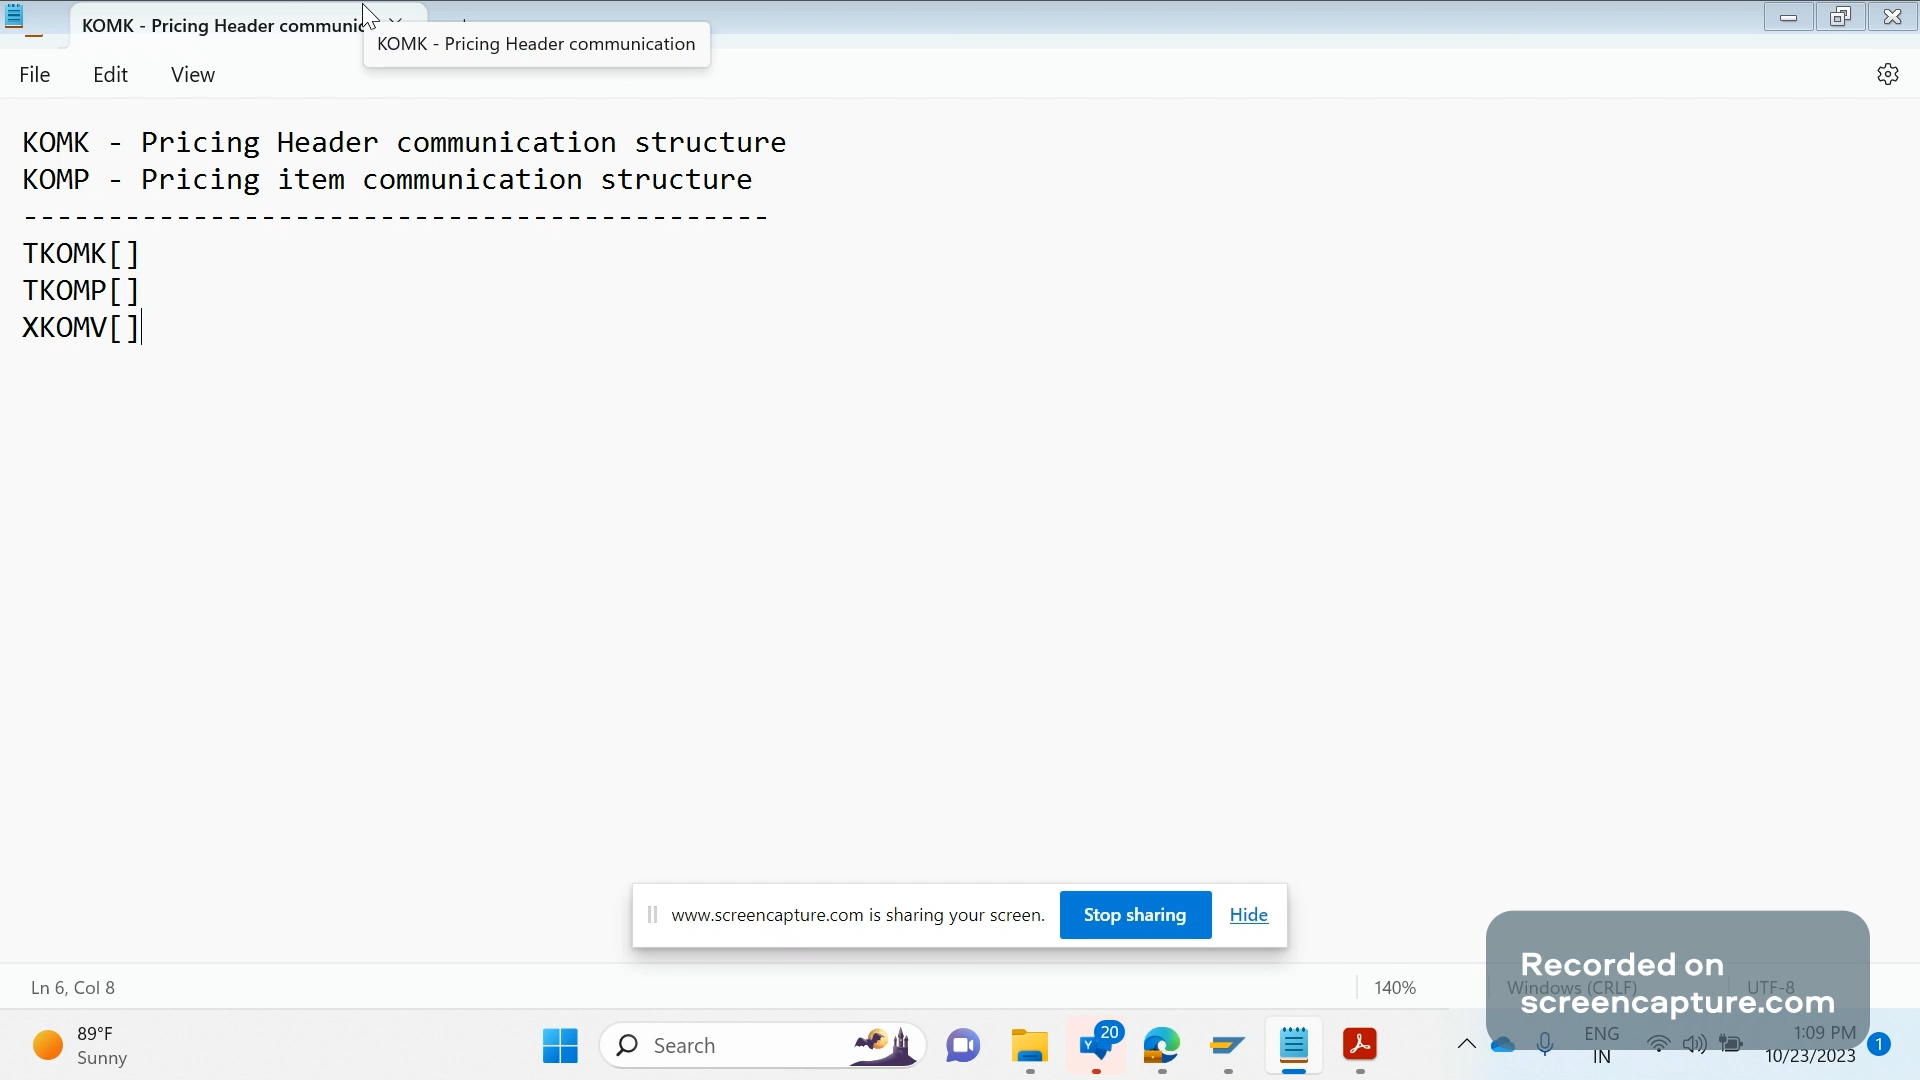 KOMK - Pricing Header communic
KOMK - Pricing Header communication
File Edit View
KOMK - Pricing Header communication structure
KOMP - Pricing item communication structure
--------------------------------------------
TKOMK[]
TKOMP[]
XKOMV[]
www.screencapture.com is sharing your screen. Stop sharing Hide
Ln 6, Col 8 140% Windows (CRLF) UTF-8
Recorded on
screencapture.com
89°F
Sunny
Search
20
ENG
IN
1:09 PM
10/23/2023
1